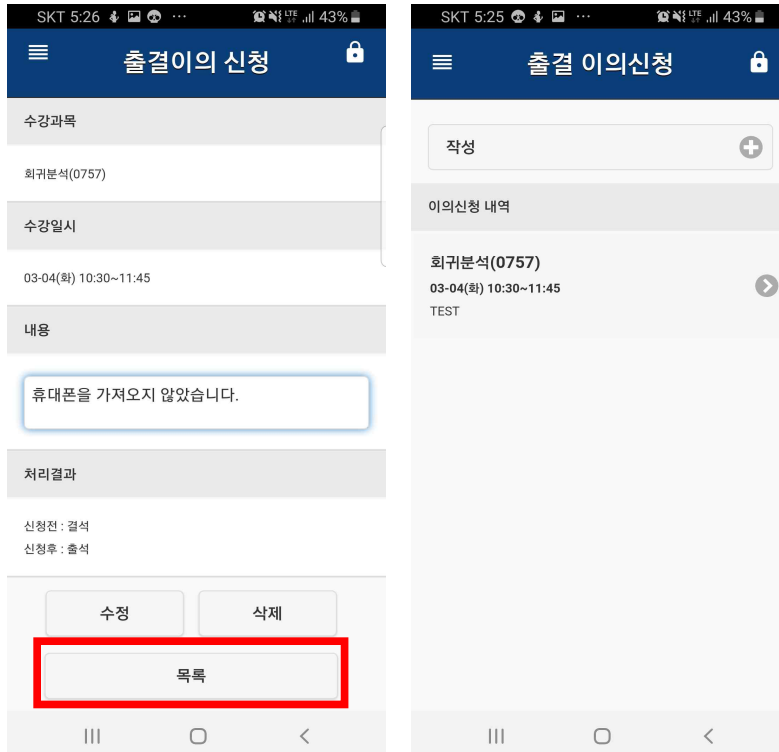 SKT 5:26 ··· LTE 43%
출결이의 신청
수강과목
회귀분석(0757)
수강일시
03-04(화) 10:30~11:45
내용
휴대폰을 가져오지 않았습니다.
처리결과
신청전 : 결석
신청후 : 출석
수정 삭제
목록
SKT 5:25 ··· LTE 43%
출결 이의신청
작성
이의신청 내역
회귀분석(0757)
03-04(화) 10:30~11:45
TEST